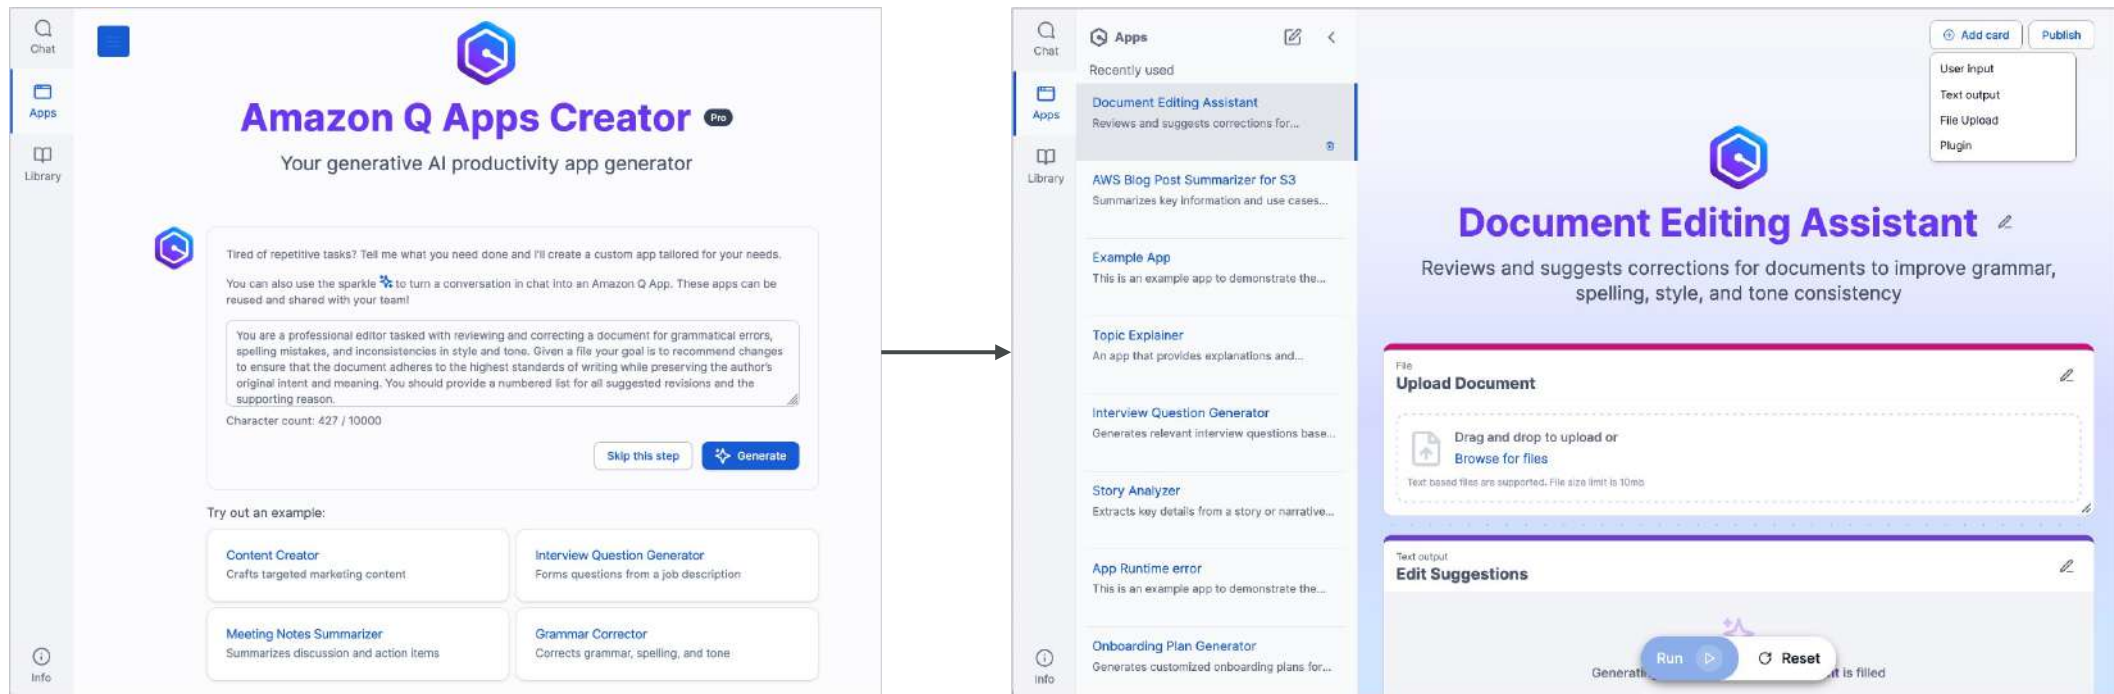 Chat
Apps
Library
Info
Amazon Q Apps Creator Pro
Your generative AI productivity app generator
Tired of repetitive tasks? Tell me what you need done and I'll create a custom app tailored for your needs.
You can also use the sparkle to turn a conversation in chat into an Amazon Q App. These apps can be
reused and shared with your team!
You are a professional editor tasked with reviewing and correcting a document for grammatical errors,
spelling mistakes, and inconsistencies in style and tone. Given a file your goal is to recommend changes
to ensure that the document adheres to the highest standards of writing while preserving the author's
original intent and meaning. You should provide a numbered list for all suggested revisions and the
supporting reason.
Character count: 427 / 10000
Skip this step
Generate
Try out an example:
Content Creator
Crafts targeted marketing content
Interview Question Generator
Forms questions from a job description
Meeting Notes Summarizer
Summarizes discussion and action items
Grammar Corrector
Corrects grammar, spelling, and tone
Chat
Apps
Library
Info
Apps
Recently used
Document Editing Assistant
Reviews and suggests corrections for...
AWS Blog Post Summarizer for S3
Summarizes key information and use cases...
Example App
This is an example app to demonstrate the...
Topic Explainer
An app that provides explanations and...
Interview Question Generator
Generates relevant interview questions base...
Story Analyzer
Extracts key details from a story or narrative...
App Runtime error
This is an example app to demonstrate the...
Onboarding Plan Generator
Generates customized onboarding plans for...
Add card
Publish
User input
Text output
File Upload
Plugin
Document Editing Assistant
Reviews and suggests corrections for documents to improve grammar,
spelling, style, and tone consistency
File
Upload Document
Drag and drop to upload or
Browse for files
Text based files are supported. File size limit is 10mb
Text output
Edit Suggestions
Run
Reset
is filled